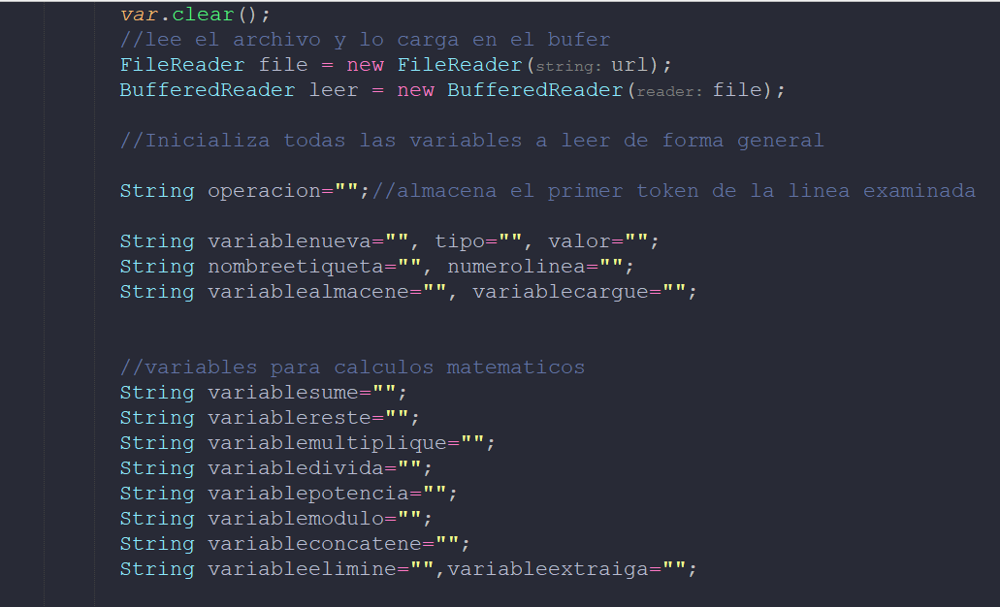 var.clear();
//lee el archivo y lo carga en el bufer
FileReader file = new FileReader(string: url);
BufferedReader leer = new BufferedReader(reader: file);
//Inicializa todas las variables a leer de forma general
String operacion="";//almacena el primer token de la linea examinada
String variablenueva="", tipo="", valor="";
String nombreetiqueta="", numerolinea="";
String variablealmacene="", variablecargue="";
//variables para calculos matematicos
String variablesume="";
String variablereste="";
String variablemultiplique="";
String variabledivida="";
String variablepotencia="";
String variablemodulo="";
String variableconcatene="";
String variableelimine="",variableextraiga="";